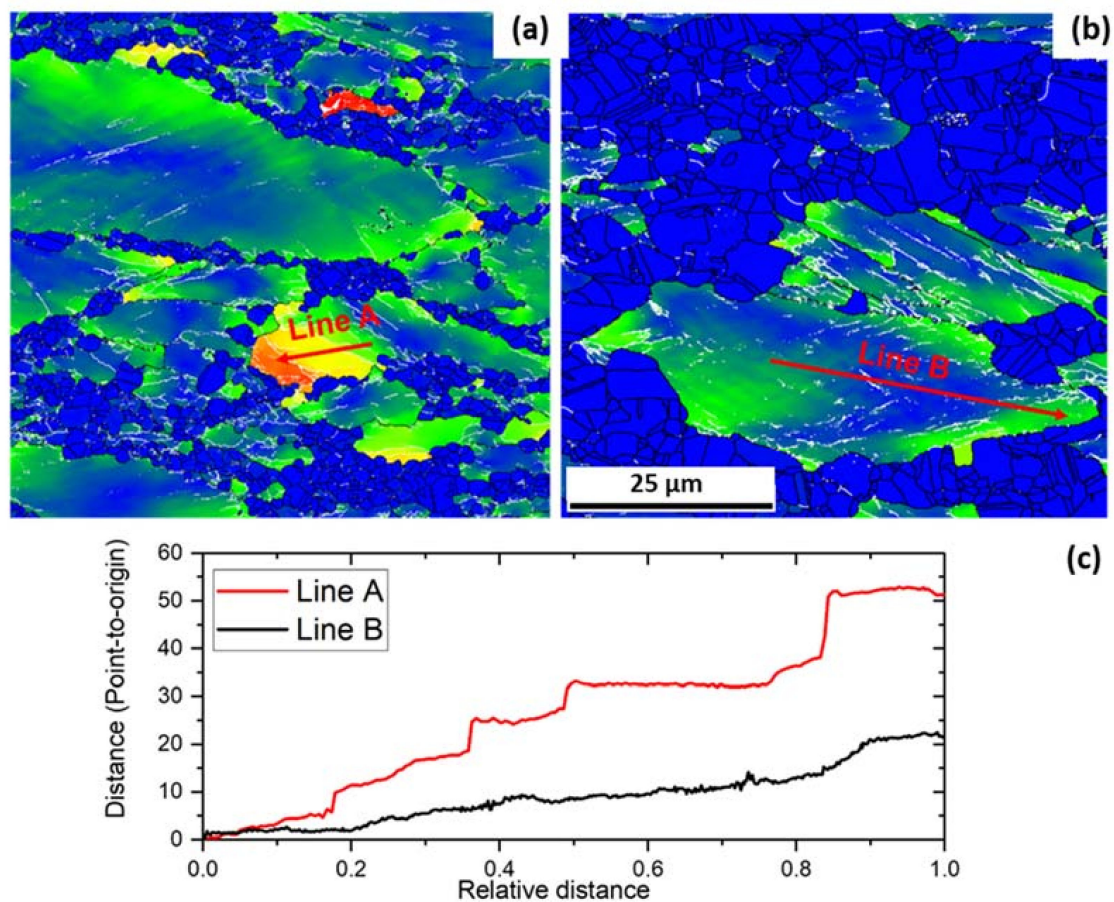 (a)
(b)
Line A
Line B
25 µm
(c)
60
50
40
30
20
10
0
Distance (Point-to-origin)
Line A
Line B
0.0 0.2 0.4 0.6 0.8 1.0
Relative distance